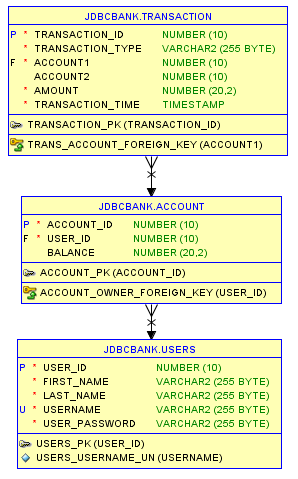 JDBCBANK.TRANSACTION
P * TRANSACTION_ID NUMBER (10)
* TRANSACTION_TYPE VARCHAR2 (255 BYTE)
F * ACCOUNT1 NUMBER (10)
ACCOUNT2 NUMBER (10)
* AMOUNT NUMBER (20,2)
* TRANSACTION_TIME TIMESTAMP
TRANSACTION_PK (TRANSACTION_ID)
TRANS_ACCOUNT_FOREIGN_KEY (ACCOUNT1)
JDBCBANK.ACCOUNT
P * ACCOUNT_ID NUMBER (10)
F * USER_ID NUMBER (10)
BALANCE NUMBER (20,2)
ACCOUNT_PK (ACCOUNT_ID)
ACCOUNT_OWNER_FOREIGN_KEY (USER_ID)
JDBCBANK.USERS
P * USER_ID NUMBER (10)
* FIRST_NAME VARCHAR2 (255 BYTE)
* LAST_NAME VARCHAR2 (255 BYTE)
U * USERNAME VARCHAR2 (255 BYTE)
* USER_PASSWORD VARCHAR2 (255 BYTE)
USERS_PK (USER_ID)
USERS_USERNAME_UN (USERNAME)